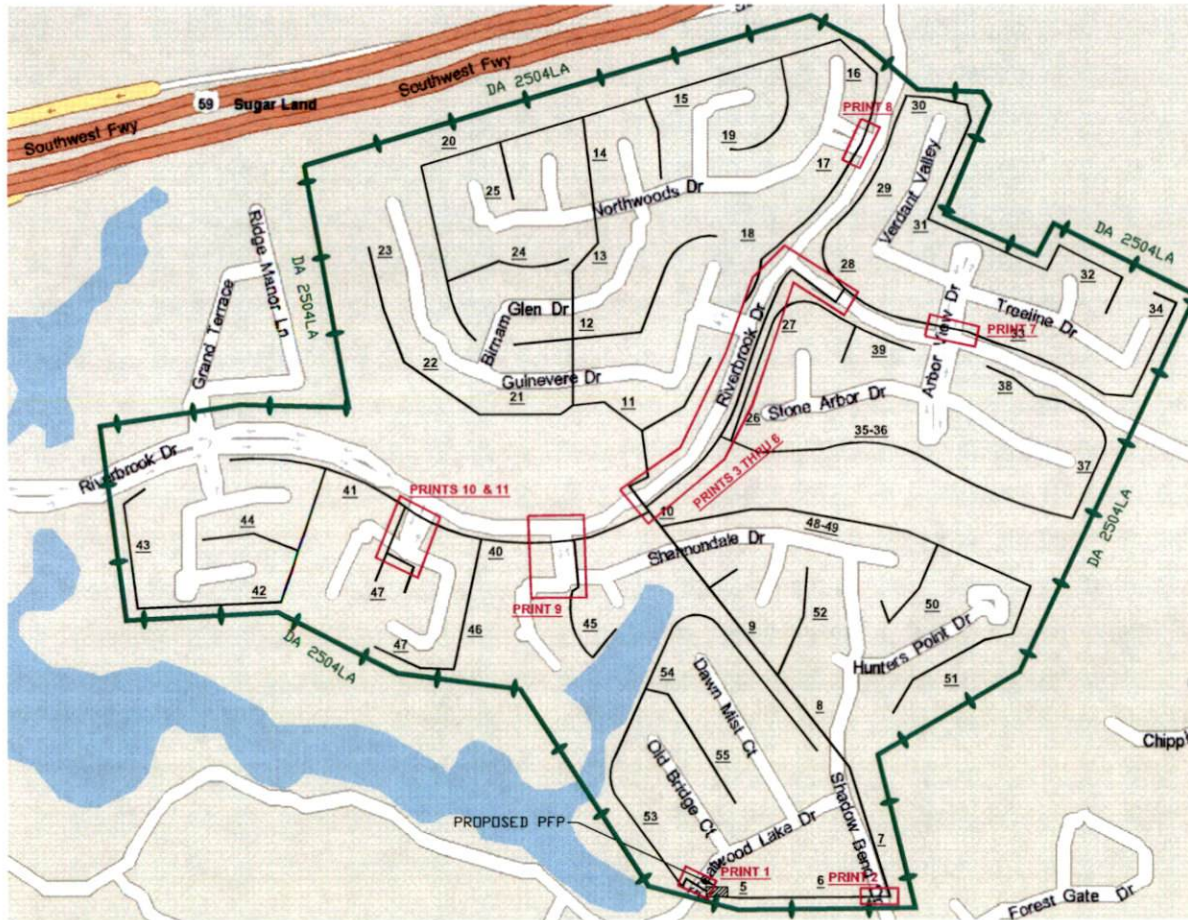 Southwest Fwy
Southwest Fwy
Southwest Fwy
59
Sugar Land
DA 2504LA
20
15
14
19
16
PRINT 8
17
30
29
Verdant Valley
31
25
Northwoods Dr
24
13
18
23
Ridge Manor Ln
Grand Terrace
DA 2504LA
Glen Dr
Birnam
12
22
21
Guinevere Dr
11
Riverbrook Dr
28
27
DA 2504LA
32
34
Treeline Dr
33
PRINT 7
Arbor View Dr
39
38
26
Stone Arbor Dr
35-36
37
PRINTS 3 THRU 6
Riverbrook Dr
41
PRINTS 10 & 11
10
48-49
DA 2504LA
44
43
40
Shannondale Dr
42
47
PRINT 9
47
46
45
52
50
9
Hunters Point Dr
DA 2504LA
54
Dawn Mist Ct
8
51
55
Old Bridge Ct
Chipp
53
PROPOSED PFP
Shadow Bend
7
PRINT 1
5
6
PRINT 2
Forest Gate Dr